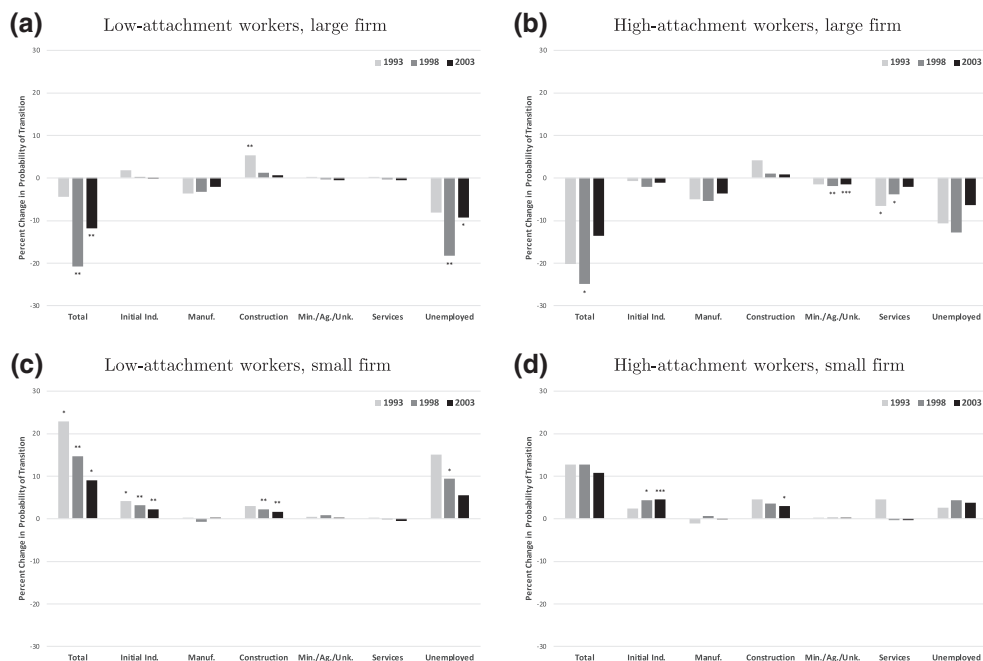 (a) Low-attachment workers, large firm
Percent Change in Probability of Transition
30
20
10
0
-10
-20
-30
1993 1998 2003
**
**
**
**
*
Total Initial Ind. Manuf. Construction Min./Ag./Unk. Services Unemployed
(b) High-attachment workers, large firm
Percent Change in Probability of Transition
30
20
10
0
-10
-20
-30
1993 1998 2003
** ***
* *
*
Total Initial Ind. Manuf. Construction Min./Ag./Unk. Services Unemployed
(c) Low-attachment workers, small firm
Percent Change in Probability of Transition
30
20
10
0
-10
-20
-30
1993 1998 2003
*
**
* *
* ** ** ** **
Total Initial Ind. Manuf. Construction Min./Ag./Unk. Services Unemployed
(d) High-attachment workers, small firm
Percent Change in Probability of Transition
30
20
10
0
-10
-20
-30
1993 1998 2003
* *** *
Total Initial Ind. Manuf. Construction Min./Ag./Unk. Services Unemployed